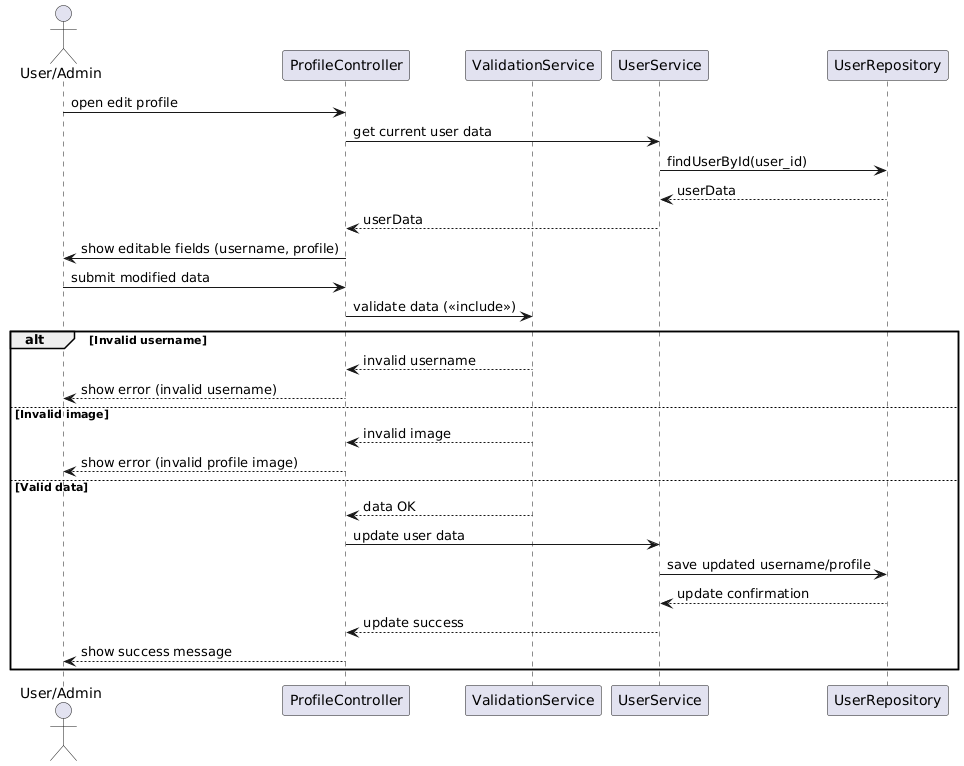 User/Admin
ProfileController
ValidationService
UserService
UserRepository
open edit profile
get current user data
findUserById(user_id)
userData
userData
show editable fields (username, profile)
submit modified data
validate data («include»)
alt
[Invalid username]
invalid username
show error (invalid username)
[Invalid image]
invalid image
show error (invalid profile image)
[Valid data]
data OK
update user data
save updated username/profile
update confirmation
update success
show success message
User/Admin
ProfileController
ValidationService
UserService
UserRepository